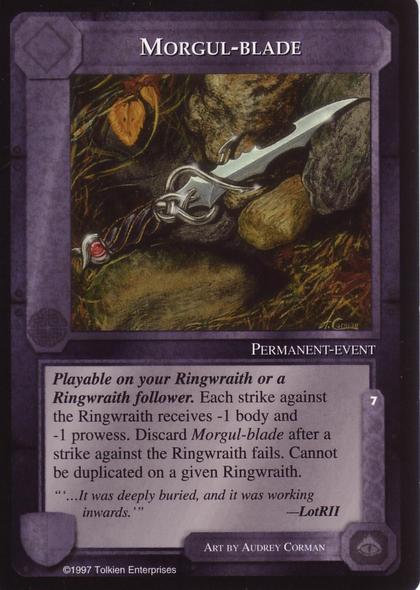 MORGUL-BLADE
PERMANENT-EVENT
Playable on your Ringwraith or a
Ringwraith follower. Each strike against
the Ringwraith receives -1 body and
-1 prowess. Discard Morgul-blade after a
strike against the Ringwraith fails. Cannot
be duplicated on a given Ringwraith.
7
“‘...It was deeply buried, and it was working
inwards.’” —LotRII
ART BY AUDREY CORMAN
©1997 Tolkien Enterprises